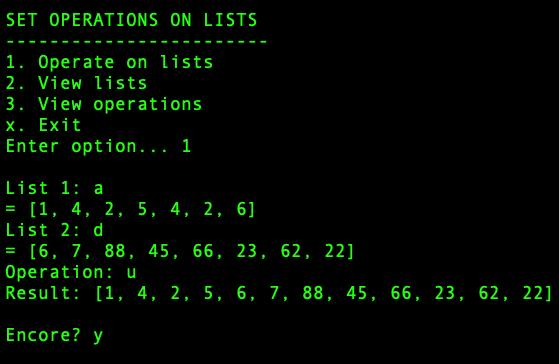 SET OPERATIONS ON LISTS
------------------------
1. Operate on lists
2. View lists
3. View operations
x. Exit
Enter option... 1
List 1: a
= [1, 4, 2, 5, 4, 2, 6]
List 2: d
= [6, 7, 88, 45, 66, 23, 62, 22]
Operation: u
Result: [1, 4, 2, 5, 6, 7, 88, 45, 66, 23, 62, 22]
Encore? y